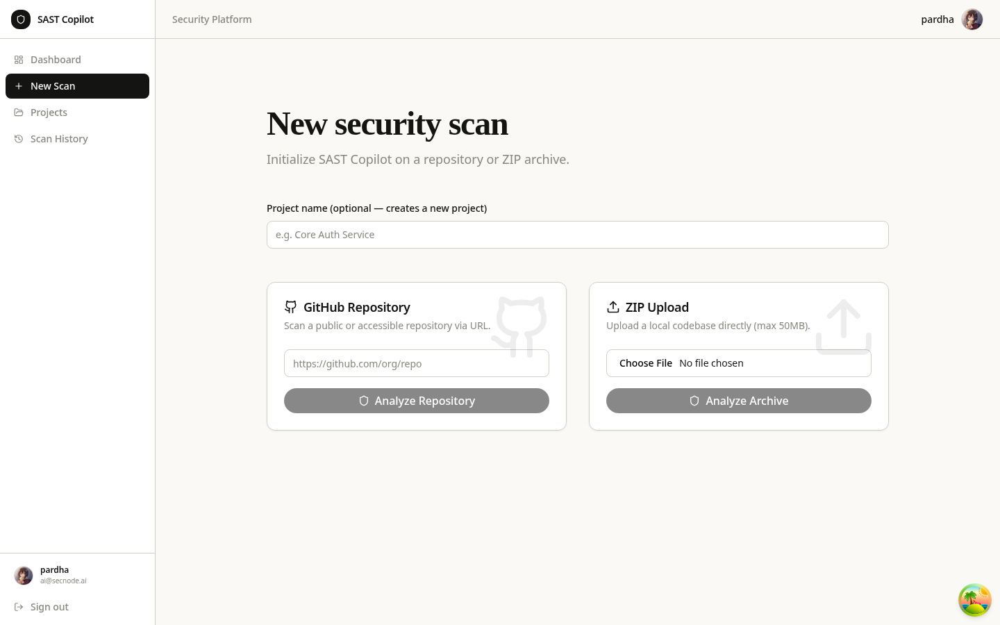 SAST Copilot
Security Platform
pardha
Dashboard
New Scan
Projects
Scan History
New security scan
Initialize SAST Copilot on a repository or ZIP archive.
Project name (optional — creates a new project)
e.g. Core Auth Service
GitHub Repository
Scan a public or accessible repository via URL.
https://github.com/org/repo
Analyze Repository
ZIP Upload
Upload a local codebase directly (max 50MB).
Choose File No file chosen
Analyze Archive
pardha
ai@secnode.ai
Sign out